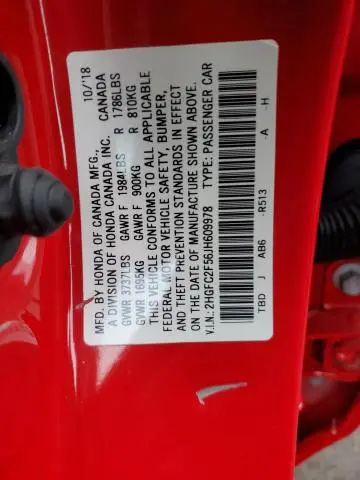 MFD. BY HONDA OF CANADA MFG., 10/'18
A DIVISION OF HONDA CANADA INC. CANADA
GVWR 3737LBS GAWR F 1984LBS R 1786LBS
GVWR 1695KG GAWR F 900KG R 810KG
THIS VEHICLE CONFORMS TO ALL APPLICABLE
FEDERAL MOTOR VEHICLE SAFETY, BUMPER,
AND THEFT PREVENTION STANDARDS IN EFFECT
ON THE DATE OF MANUFACTURE SHOWN ABOVE.
V.I.N.: 2HGFC2F56JH609978 TYPE: PASSENGER CAR
TBD J AB6 -R513 -A -H